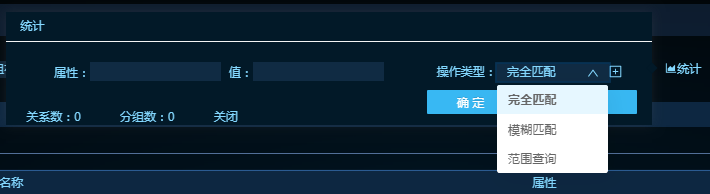 统计
属性： 值： 操作类型： 完全匹配 统计
确 定 完全匹配
关系数：0 分组数：0 关闭 模糊匹配
范围查询
名称 属性